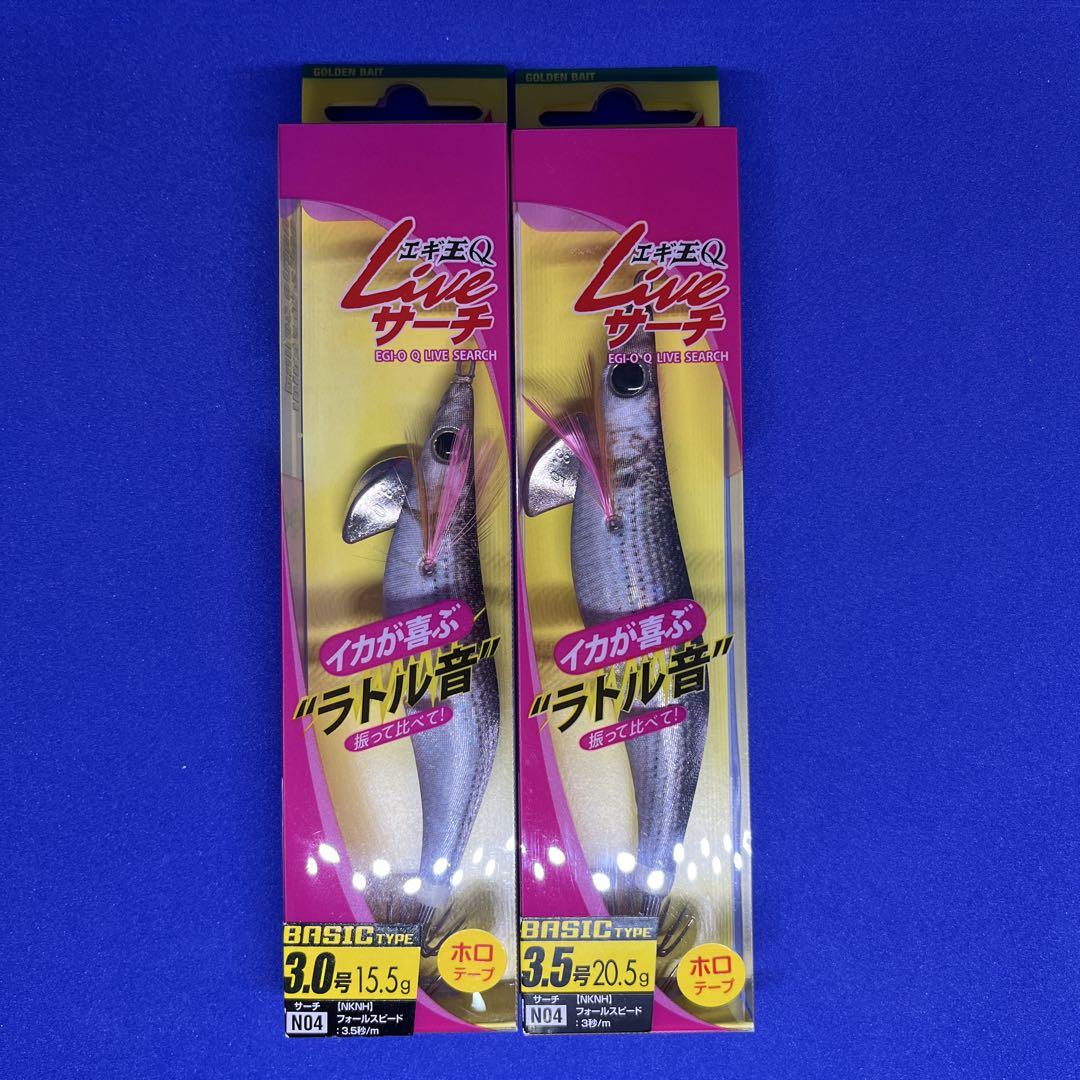 GOLDEN BAIT
エギ王Q
Live
サーチ
EGI-O Q LIVE SEARCH
イカが喜ぶ
"ラトル音"
振って比べて!
BASIC TYPE
3.0号 15.5g
ホロ
テープ
サーチ 【NKNH】
N04 フォールスピード
:3.5秒/m
GOLDEN BAIT
エギ王Q
Live
サーチ
EGI-O Q LIVE SEARCH
イカが喜ぶ
"ラトル音"
振って比べて!
BASIC TYPE
3.5号 20.5g
ホロ
テープ
サーチ 【NKNH】
N04 フォールスピード
:3秒/m